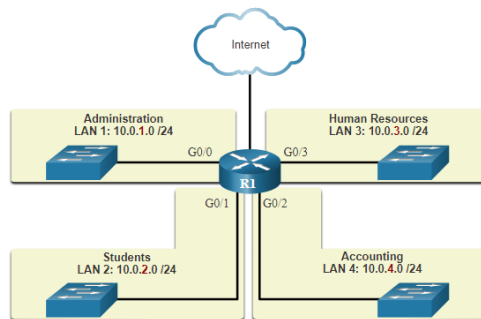 Internet
Administration
LAN 1: 10.0.1.0 /24
Human Resources
LAN 3: 10.0.3.0 /24
G0/0
G0/3
R1
G0/1
G0/2
Students
LAN 2: 10.0.2.0 /24
Accounting
LAN 4: 10.0.4.0 /24